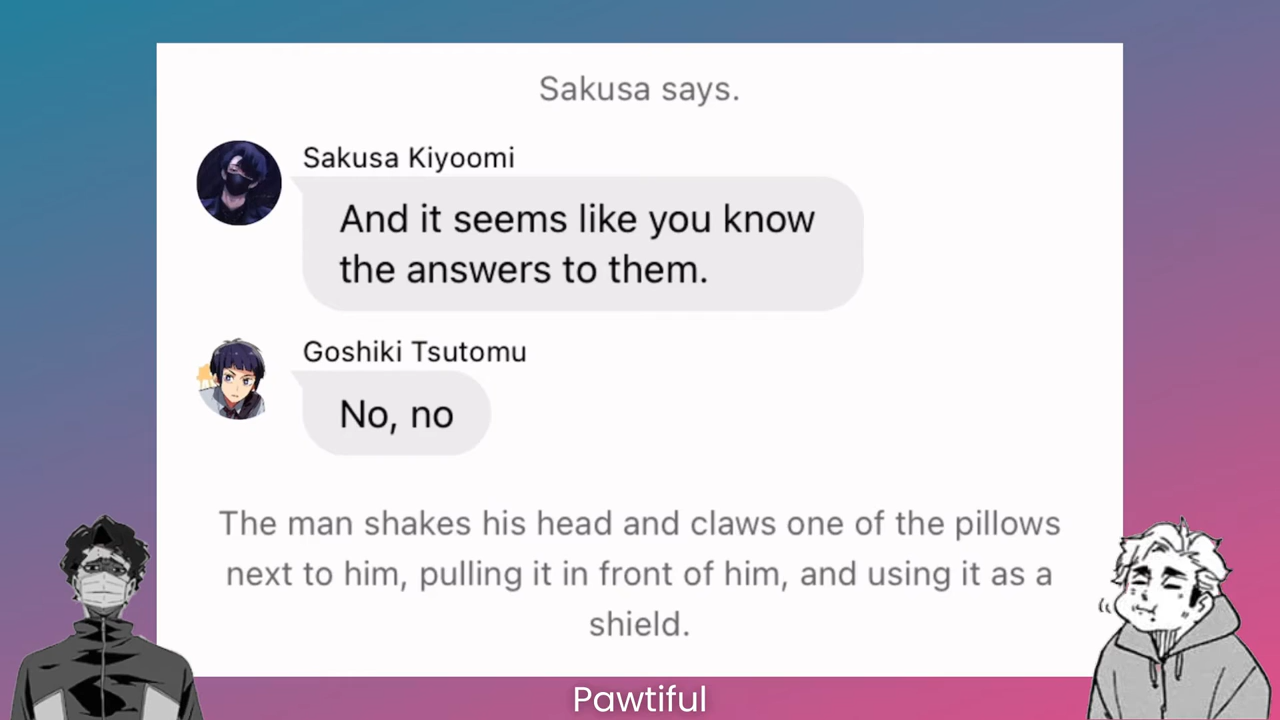 Sakusa says.
Sakusa Kiyoomi
And it seems like you know
the answers to them.
Goshiki Tsutomu
No, no
The man shakes his head and claws one of the pillows
next to him, pulling it in front of him, and using it as a
shield.
Pawtiful